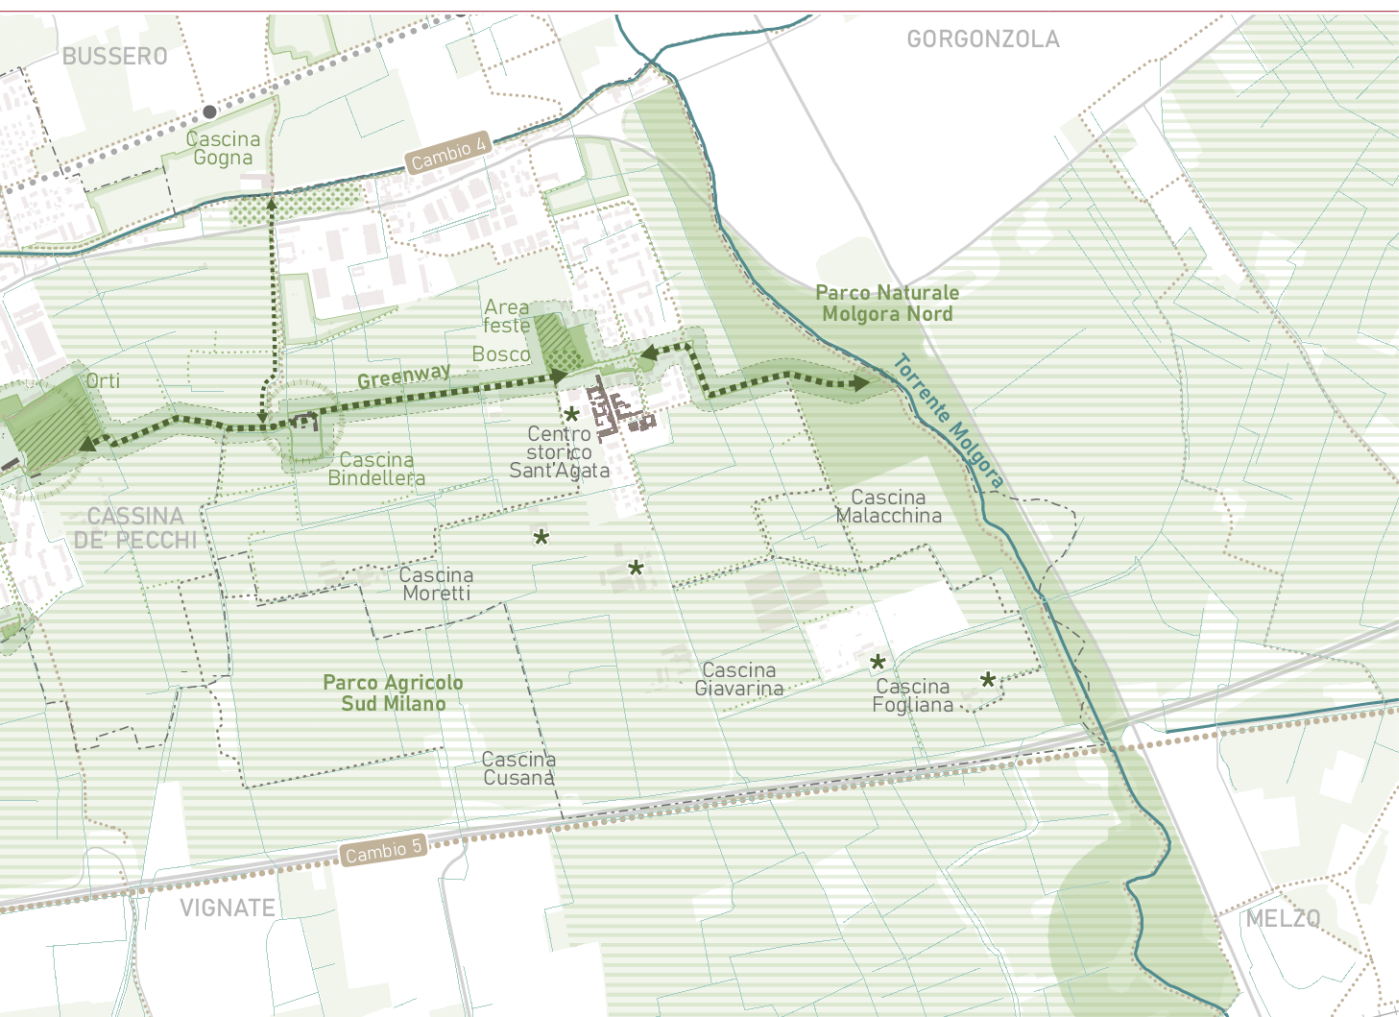 BUSSERO
GORGONZOLA
Cascina
Gogna
Cambio 4
Parco Naturale
Molgora Nord
Area
feste
Bosco
Greenway
Orti
Torrente Molgora
Centro
storico
Sant'Agata
Cascina
Bindellera
Cascina
Malacchina
CASSINA
DE' PECCHI
Cascina
Moretti
Cascina
Giavarina
Cascina
Fogliana
Parco Agricolo
Sud Milano
Cascina
Cusana
Cambio 5
VIGNATE
MELZO